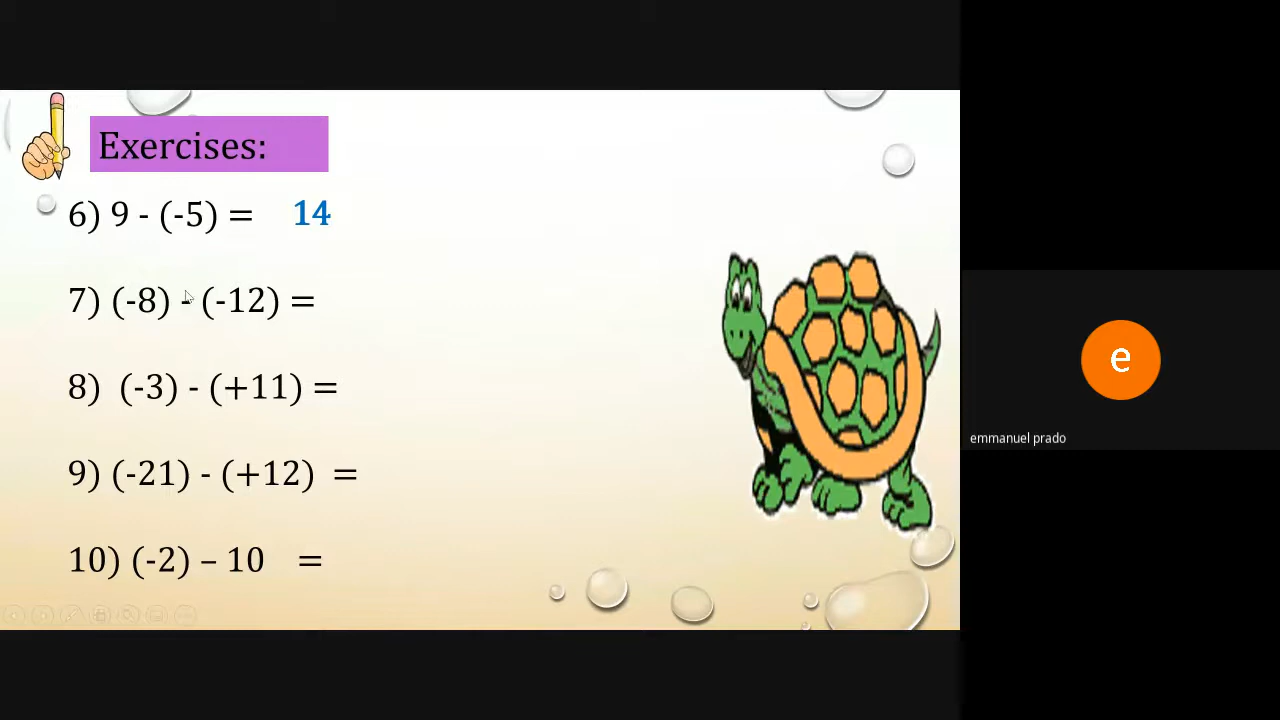 Exercises:
6) 9 - (-5) = 14
7) (-8) - (-12) =
8) (-3) - (+11) =
9) (-21) - (+12) =
10) (-2) – 10 =
e
emmanuel prado